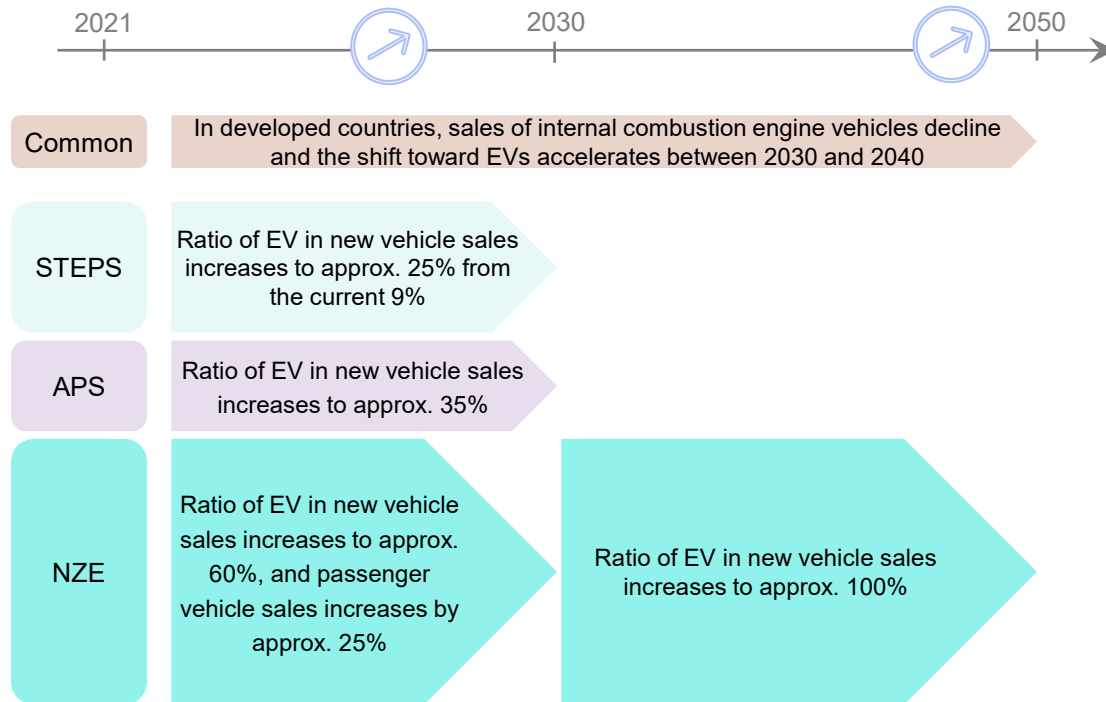 2021
2030
2050
Common
In developed countries, sales of internal combustion engine vehicles decline
and the shift toward EVs accelerates between 2030 and 2040
STEPS
Ratio of EV in new vehicle sales
increases to approx. 25% from
the current 9%
APS
Ratio of EV in new vehicle sales
increases to approx. 35%
NZE
Ratio of EV in new vehicle
sales increases to approx.
60%, and passenger
vehicle sales increases by
approx. 25%
Ratio of EV in new vehicle sales
increases to approx. 100%